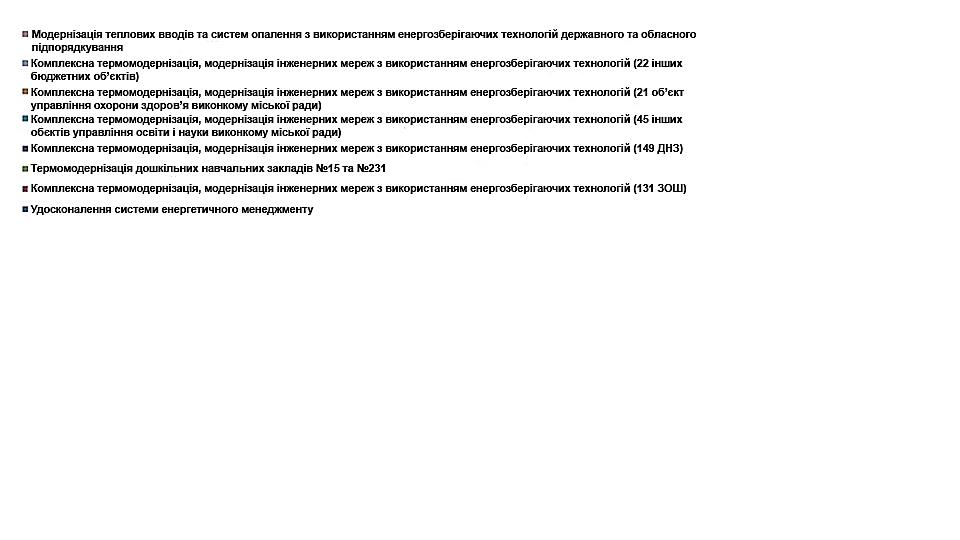 Модернізація теплових вводів та систем опалення з використанням енергозберігаючих технологій державного та обласного
підпорядкування
Комплексна термомодернізація, модернізація інженерних мереж з використанням енергозберігаючих технологій (22 інших
бюджетних об’єктів)
Комплексна термомодернізація, модернізація інженерних мереж з використанням енергозберігаючих технологій (21 об’єкт
управління охорони здоров’я виконкому міської ради)
Комплексна термомодернізація, модернізація інженерних мереж з використанням енергозберігаючих технологій (45 інших
обєктів управління освіти і науки виконкому міської ради)
Комплексна термомодернізація, модернізація інженерних мереж з використанням енергозберігаючих технологій (149 ДНЗ)
Термомодернізація дошкільних навчальних закладів №15 та №231
Комплексна термомодернізація, модернізація інженерних мереж з використанням енергозберігаючих технологій (131 ЗОШ)
Удосконалення системи енергетичного менеджменту